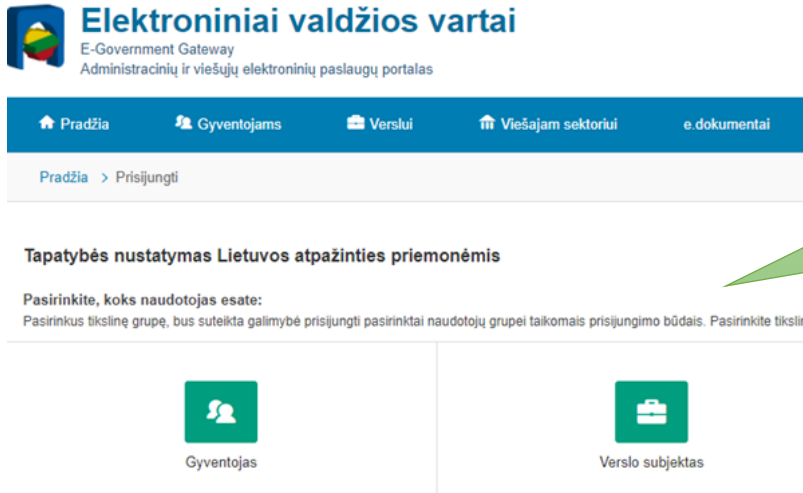 Elektroniniai valdžios vartai
E-Government Gateway
Administracinių ir viešųjų elektroninių paslaugų portalas
Pradžia Gyventojams Verslui Viešajam sektoriui e.dokumentai
Pradžia > Prisijungti
Tapatybės nustatymas Lietuvos atpažinties priemonėmis
Pasirinkite, koks naudotojas esate:
Pasirinkus tikslinę grupę, bus suteikta galimybė prisijungti pasirinktai naudotojų grupei taikomais prisijungimo būdais. Pasirinkite
Gyventojas Verslo subjektas